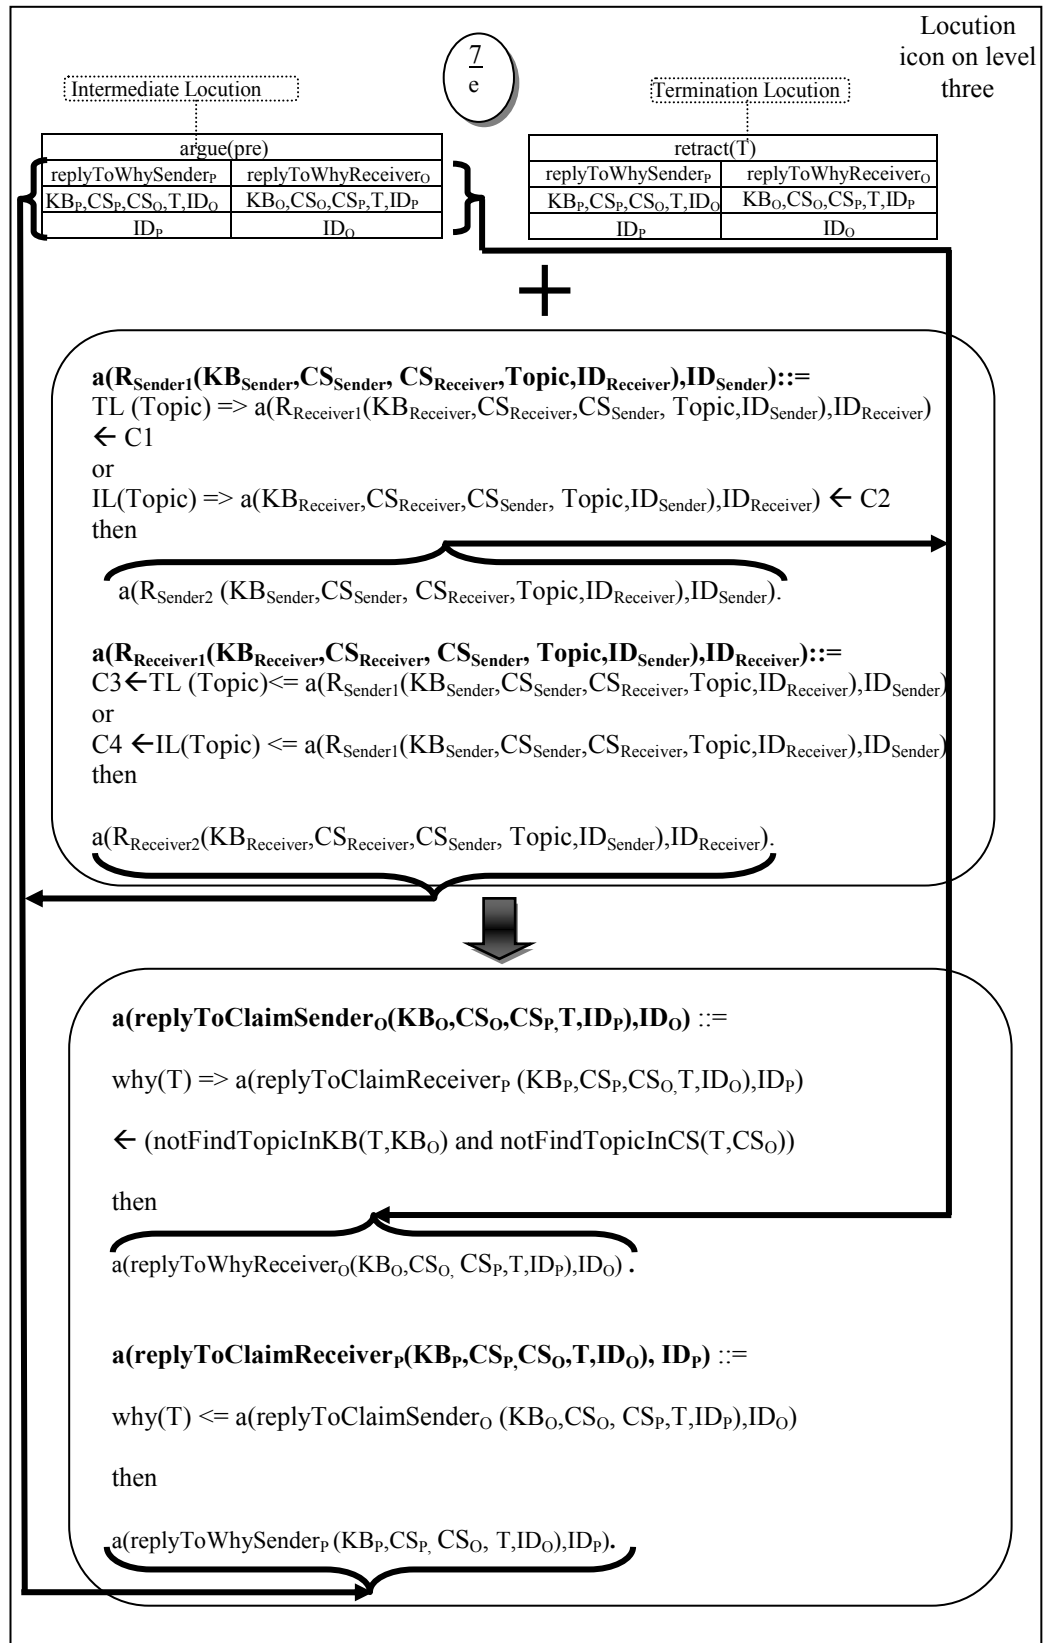 Locution
icon on level
three
7
e
Intermediate Locution
Termination Locution
argue(pre)
replyToWhySenderP replyToWhyReceiverO
KBP,CSP,CSO,T,IDO KBO,CSO,CSP,T,IDP
IDP IDO
retract(T)
replyToWhySenderP replyToWhyReceiverO
KBP,CSP,CSO,T,IDO KBO,CSO,CSP,T,IDP
IDP IDO
+
a(RSender1(KBSender,CSSender, CSReceiver,Topic,IDReceiver),IDSender)::=
TL (Topic) => a(RReceiver1(KBReceiver,CSReceiver,CSSender, Topic,IDSender),IDReceiver)
← C1
or
IL(Topic) => a(KBReceiver,CSReceiver,CSSender, Topic,IDSender),IDReceiver) ← C2
then
a(RSender2 (KBSender,CSSender, CSReceiver,Topic,IDReceiver),IDSender).
a(RReceiver1(KBReceiver,CSReceiver, CSSender, Topic,IDSender),IDReceiver)::=
C3←TL (Topic)<= a(RSender1(KBSender,CSSender,CSReceiver,Topic,IDReceiver),IDSender)
or
C4 ←IL(Topic) <= a(RSender1(KBSender,CSSender,CSReceiver,Topic,IDReceiver),IDSender)
then
a(RReceiver2(KBReceiver,CSReceiver,CSSender, Topic,IDSender),IDReceiver).
a(replyToClaimSenderO(KBO,CSO,CSP,T,IDP),IDO) ::=
why(T) => a(replyToClaimReceiverP (KBP,CSP,CSO,T,IDO),IDP)
← (notFindTopicInKB(T,KBO) and notFindTopicInCS(T,CSO))
then
a(replyToWhyReceiverO(KBO,CSO, CSP,T,IDP),IDO) .
a(replyToClaimReceiverP(KBP,CSP,CSO,T,IDO), IDP) ::=
why(T) <= a(replyToClaimSenderO (KBO,CSO, CSP,T,IDP),IDO)
then
a(replyToWhySenderP (KBP,CSP, CSO, T,IDO),IDP).